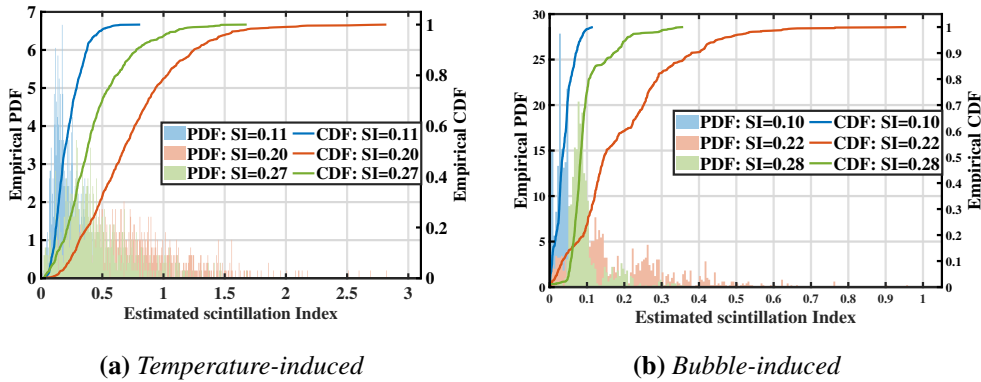 7
6
5
4
3
2
1
0
Empirical PDF
1
0.8
0.6
0.4
0.2
0
Empirical CDF
PDF: SI=0.11 CDF: SI=0.11
PDF: SI=0.20 CDF: SI=0.20
PDF: SI=0.27 CDF: SI=0.27
0 0.5 1 1.5 2 2.5 3
Estimated scintillation Index
(a) Temperature-induced
30
25
20
15
10
5
0
Empirical PDF
1
0.9
0.8
0.7
0.6
0.5
0.4
0.3
0.2
0.1
0
Empirical CDF
PDF: SI=0.10 CDF: SI=0.10
PDF: SI=0.22 CDF: SI=0.22
PDF: SI=0.28 CDF: SI=0.28
0 0.1 0.2 0.3 0.4 0.5 0.6 0.7 0.8 0.9 1
Estimated scintillation Index
(b) Bubble-induced